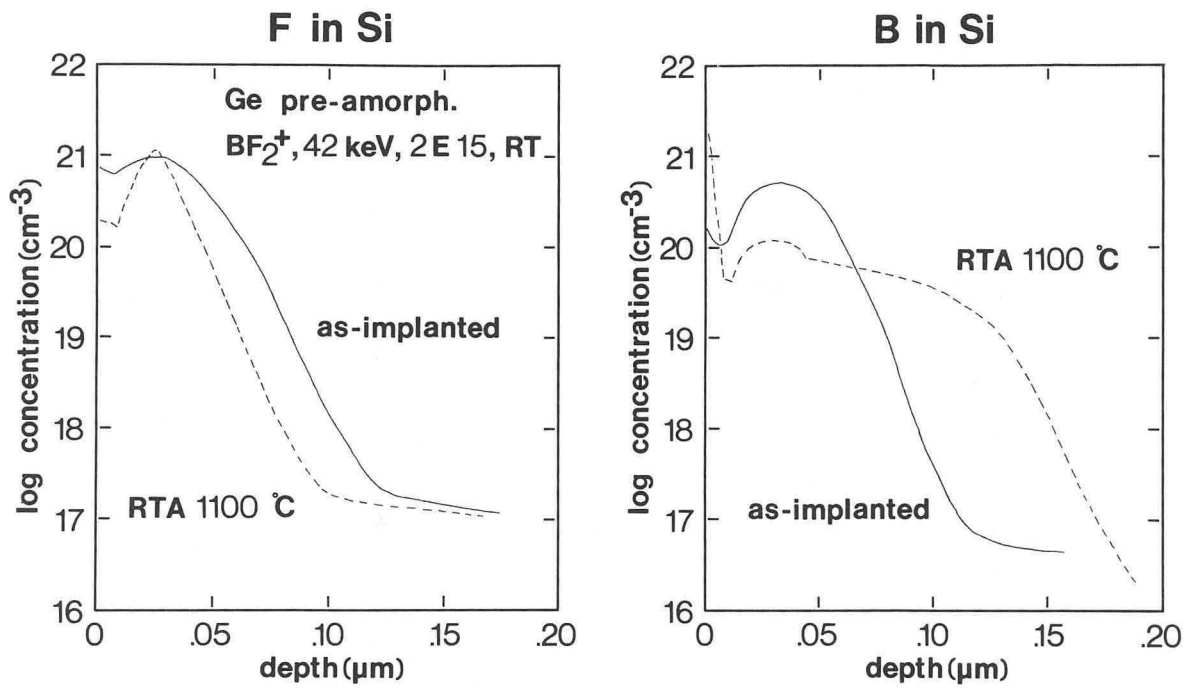 F in Si
22
21
20
19
18
17
16
log concentration (cm-3)
Ge pre-amorph.
BF2+, 42 keV, 2 E 15, RT
as-implanted
RTA 1100 °C
0
.05
.10
.15
.20
depth (µm)
B in Si
22
21
20
19
18
17
16
log concentration (cm-3)
RTA 1100 °C
as-implanted
0
.05
.10
.15
.20
depth (µm)